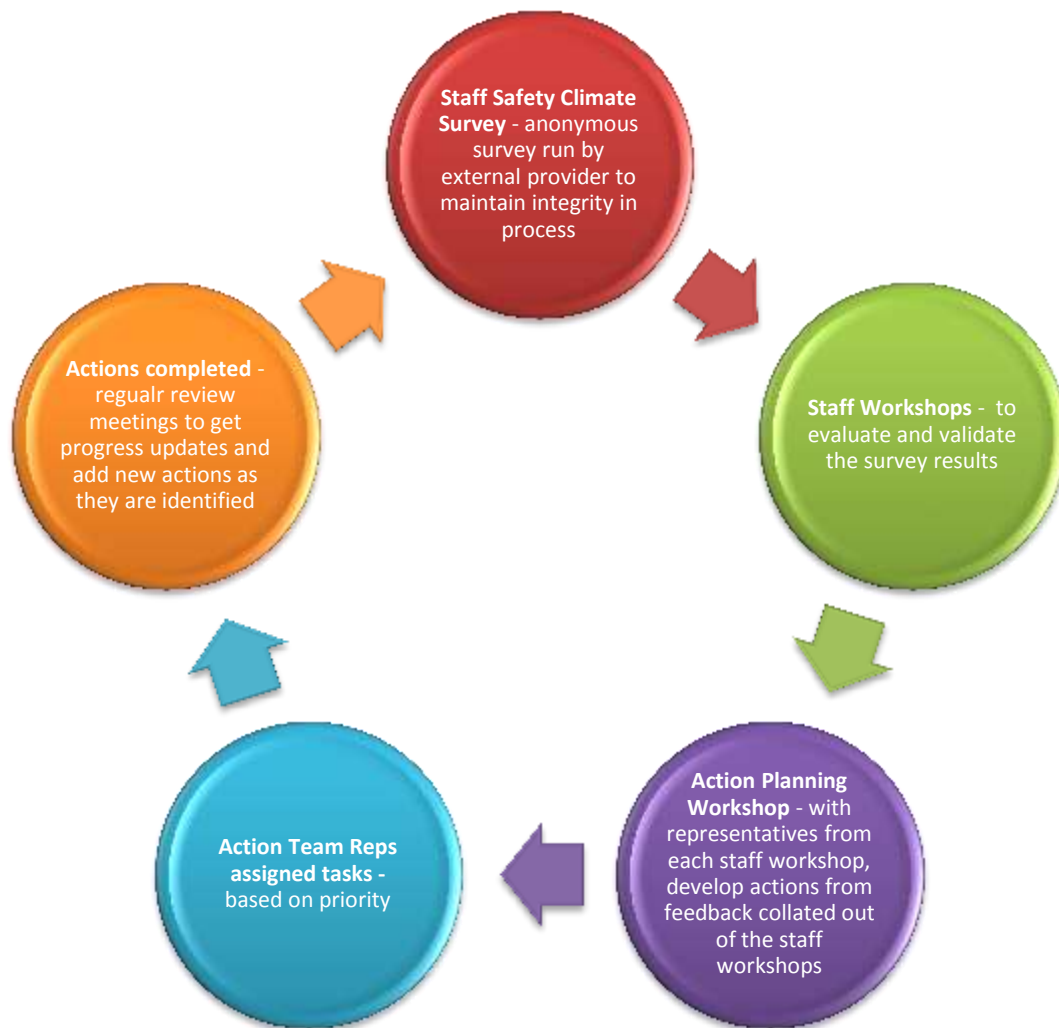 Staff Safety Climate
Survey - anonymous
survey run by
external provider to
maintain integrity in
process
Staff Workshops -  to
evaluate and validate
the survey results
Action Planning
Workshop - with
representatives from
each staff workshop,
develop actions from
feedback collated out
of the staff
workshops
Action Team Reps
assigned tasks -
based on priority
Actions completed -
regualr review
meetings to get
progress updates and
add new actions as
they are identified